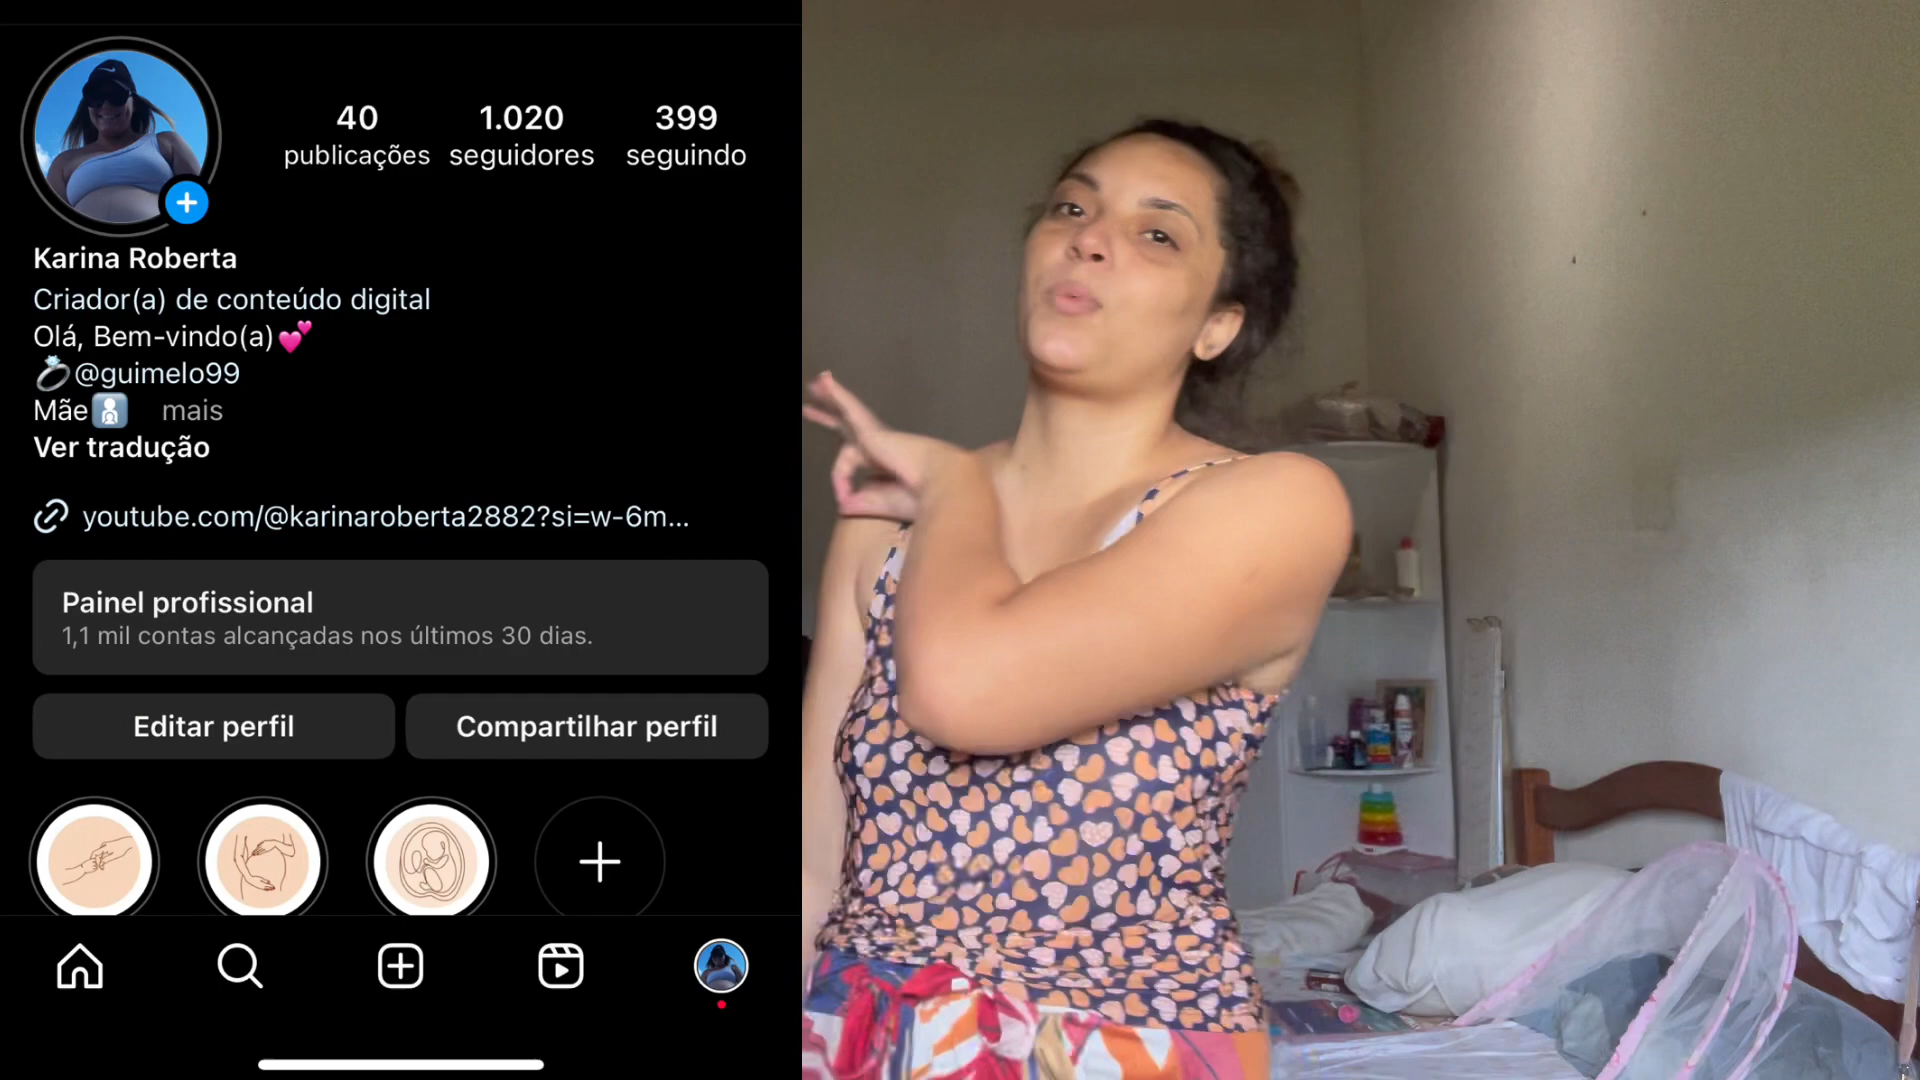 40
publicações
1.020
seguidores
399
seguindo
Karina Roberta
Criador(a) de conteúdo digital
Olá, Bem-vindo(a)💕
💍@guimelo99
Mãe🚼 mais
Ver tradução
youtube.com/@karinaroberta2882?si=w-6m...
Painel profissional
1,1 mil contas alcançadas nos últimos 30 dias.
Editar perfil
Compartilhar perfil